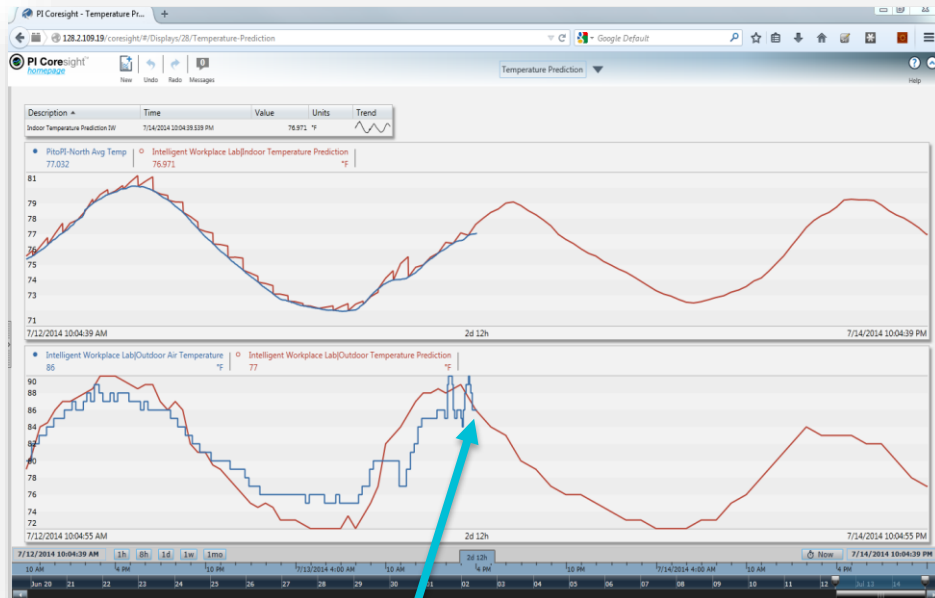 PI Coresight - Temperature Pr...
128.2.109.19/coresight/#/Displays/28/Temperature-Prediction
Google Default
PI Coresight™
homepage
New Undo Redo Messages
0
Temperature Prediction
Help
Description Time Value Units Trend
Indoor Temperature Prediction IW 7/14/2014 10:04:39.539 PM 76.971 °F
PitoPI-North Avg Temp Intelligent Workplace Lab|Indoor Temperature Prediction
77.032 76.971 °F
81
79
78
77
76
75
74
73
71
7/12/2014 10:04:39 AM 2d 12h 7/14/2014 10:04:39 PM
Intelligent Workplace Lab|Outdoor Air Temperature Intelligent Workplace Lab|Outdoor Temperature Prediction
86 °F 77 °F
90
88
86
84
82
80
78
76
74
72
7/12/2014 10:04:55 AM 2d 12h 7/14/2014 10:04:55 PM
7/12/2014 10:04:39 AM 1h 8h 1d 1w 1mo 2d 12h Now 7/14/2014 10:04:39 PM
10 AM 4 PM 10 PM 7/13/2014 4:00 AM 10 AM 4 PM 10 PM 7/14/2014 4:00 AM 10 AM 4 PM
Jun 20 21 22 23 24 25 26 27 28 29 30 01 02 03 04 05 06 07 08 09 10 11 12 Jul 13 14